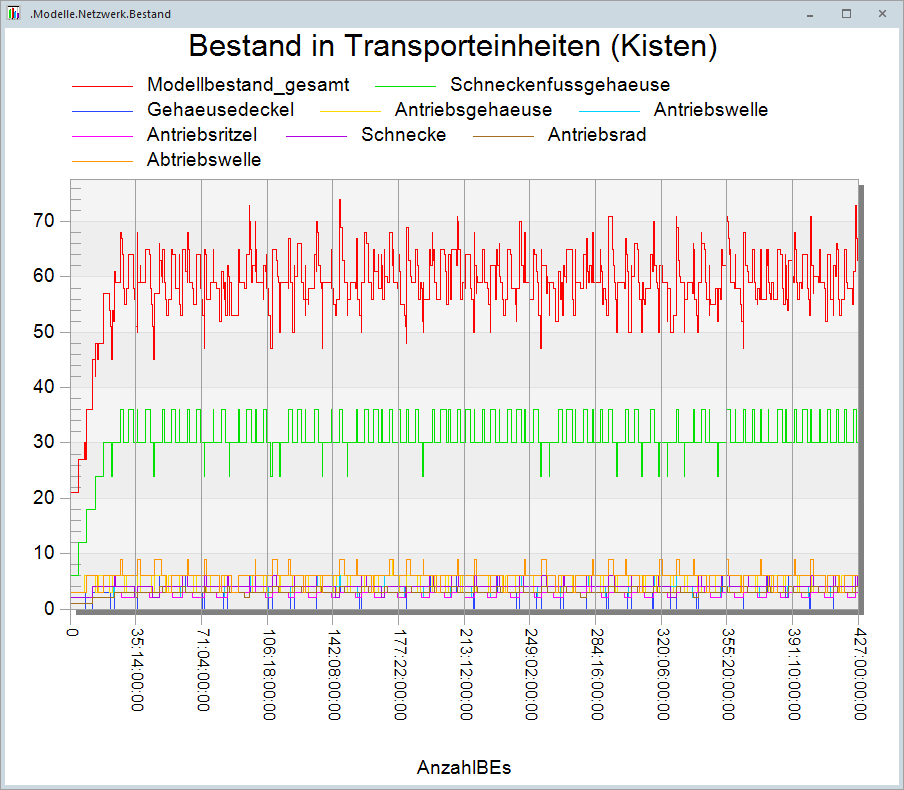 .Modelle.Netzwerk.Bestand
Bestand in Transporteinheiten (Kisten)
Modellbestand_gesamt Schneckenfussgehaeuse
Gehaeusedeckel Antriebsgehaeuse Antriebswelle
Antriebsritzel Schnecke Antriebsrad
Abtriebswelle
70
60
50
40
30
20
10
0
0 35:14:00:00 71:04:00:00 106:18:00:00 142:08:00:00 177:22:00:00 213:12:00:00 249:02:00:00 284:16:00:00 320:06:00:00 355:20:00:00 391:10:00:00 427:00:00:00
AnzahlBEs